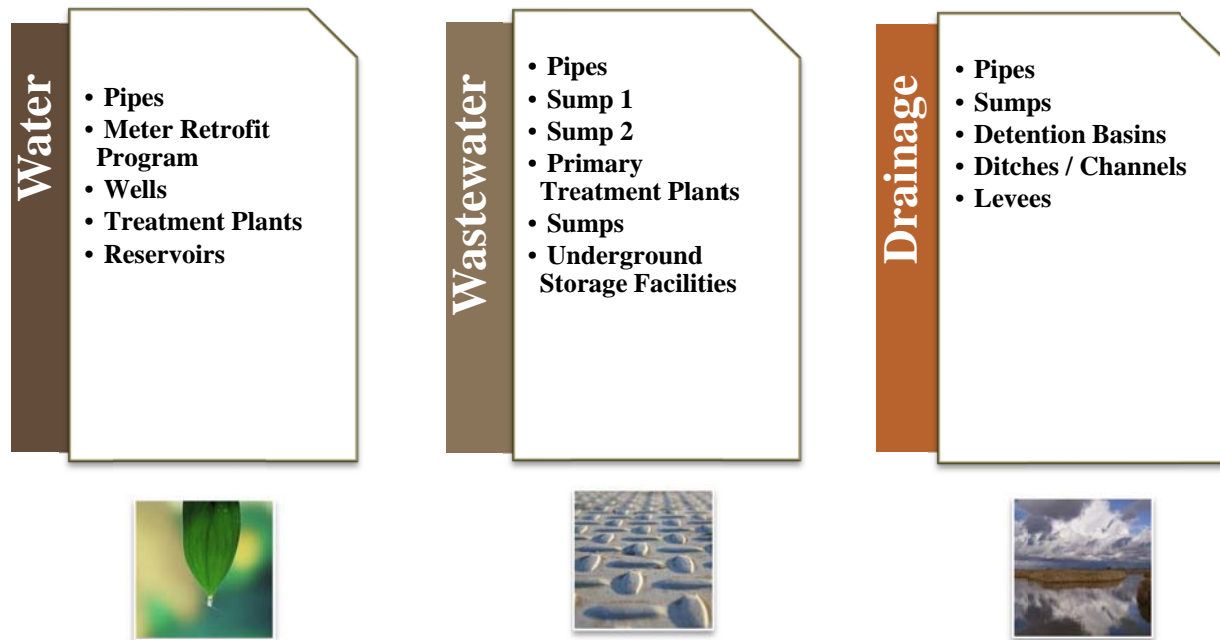 Water
• Pipes
• Meter Retrofit
Program
• Wells
• Treatment Plants
• Reservoirs
Wastewater
• Pipes
• Sump 1
• Sump 2
• Primary
Treatment Plants
• Sumps
• Underground
Storage Facilities
Drainage
• Pipes
• Sumps
• Detention Basins
• Ditches / Channels
• Levees